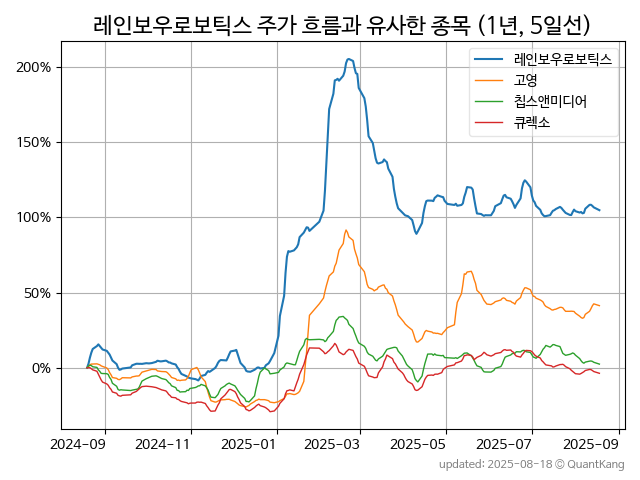 레인보우로보틱스 주가 흐름과 유사한 종목 (1년, 5일선)
레인보우로보틱스
고영
칩스앤미디어
큐렉소
200%
150%
100%
50%
0%
2024-09 2024-11 2025-01 2025-03 2025-05 2025-07 2025-09
updated: 2025-08-18 © QuantKang